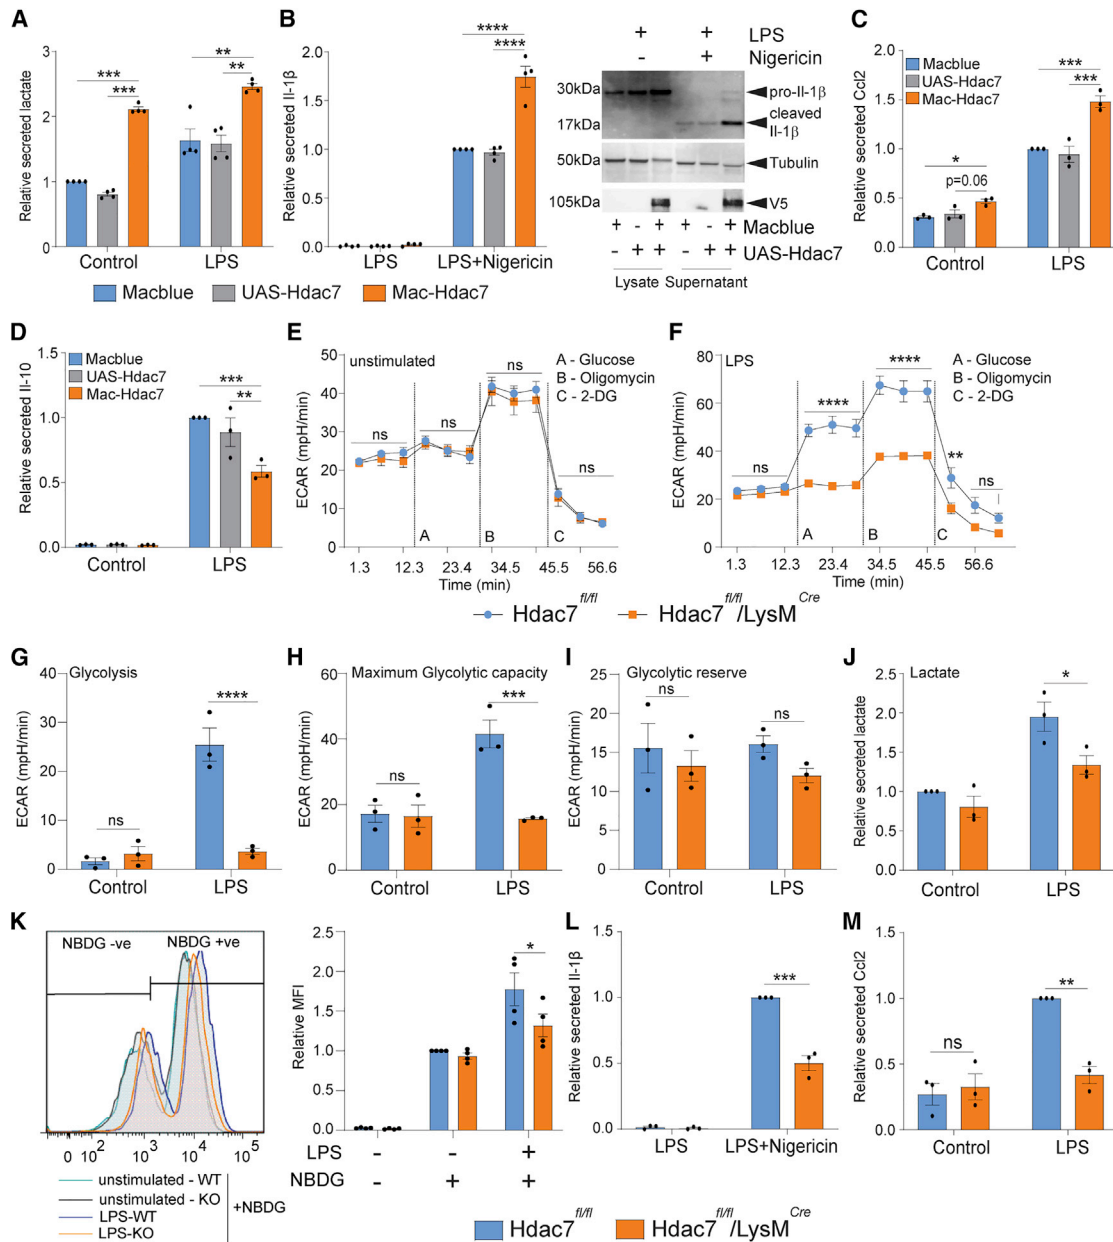 A
Relative secreted lactate
3
2
1
0
***
***
**
**
Control
LPS
B
Relative secreted Il-1β
2.0
1.5
1.0
0.5
0.0
****
****
LPS
LPS+Nigericin
+ + LPS
- + Nigericin
30kDa
pro-Il-1β
cleaved
Il-1β
17kDa
50kDa
Tubulin
105kDa
V5
+ - + + - + Macblue
- + + - + + UAS-Hdac7
Lysate
Supernatant
C
Relative secreted Ccl2
2.0
1.5
1.0
0.5
0.0
Macblue
UAS-Hdac7
Mac-Hdac7
*
p=0.06
***
***
Control
LPS
Macblue
UAS-Hdac7
Mac-Hdac7
D
Relative secreted Il-10
1.5
1.0
0.5
0.0
Macblue
UAS-Hdac7
Mac-Hdac7
***
**
Control
LPS
E
ECAR (mpH/min)
50
40
30
20
10
0
unstimulated
ns
ns
ns
ns
A - Glucose
B - Oligomycin
C - 2-DG
A
B
C
1.3
12.3
23.4
34.5
45.5
56.6
Time (min)
F
ECAR (mpH/min)
80
60
40
20
0
LPS
ns
****
****
**
ns
A - Glucose
B - Oligomycin
C - 2-DG
A
B
C
1.3
12.3
23.4
34.5
45.5
56.6
Time (min)
Hdac7 fl/fl
Hdac7 fl/fl/LysM Cre
G
Glycolysis
ECAR (mpH/min)
40
30
20
10
0
ns
****
Control
LPS
H
Maximum Glycolytic capacity
ECAR (mpH/min)
60
40
20
0
ns
***
Control
LPS
I
Glycolytic reserve
ECAR (mpH/min)
25
20
15
10
5
0
ns
ns
Control
LPS
J
Lactate
Relative secreted lactate
2.5
2.0
1.5
1.0
0.5
0.0
*
Control
LPS
K
NBDG -ve
NBDG +ve
0
10²
10³
10⁴
10⁵
unstimulated - WT
unstimulated - KO
LPS-WT
LPS-KO
+NBDG
Relative MFI
2.5
2.0
1.5
1.0
0.5
0.0
*
LPS - - +
NBDG - + +
L
Relative secreted Il-1β
1.5
1.0
0.5
0.0
***
LPS
LPS+Nigericin
M
Relative secreted Ccl2
1.5
1.0
0.5
0.0
ns
**
Control
LPS
Hdac7 fl/fl
Hdac7 fl/fl/LysM Cre